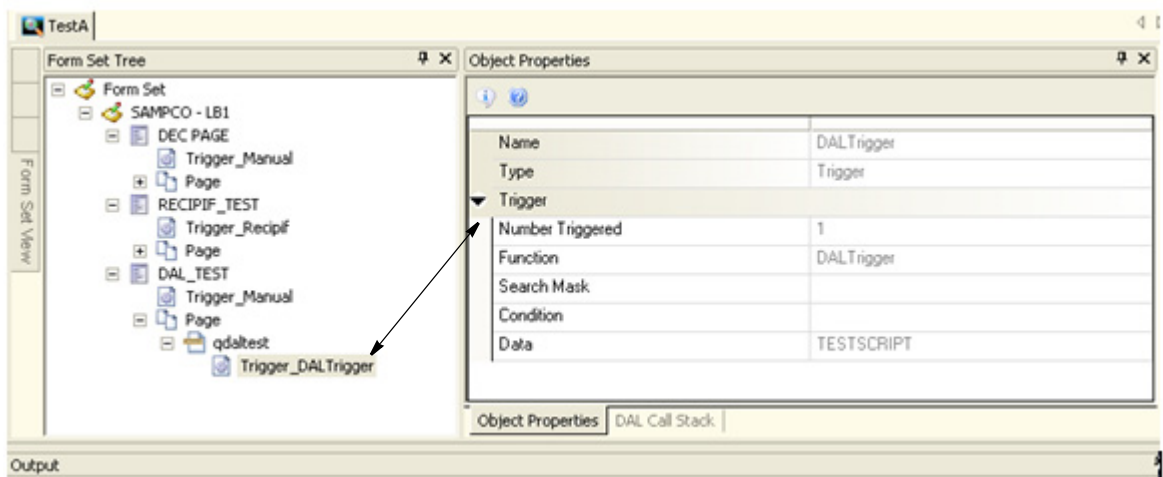 TestA
Form Set Tree
Form Set View
Form Set
SAMPCO - LB1
DEC PAGE
Trigger_Manual
Page
RECIPIF_TEST
Trigger_Recipif
Page
DAL_TEST
Trigger_Manual
Page
qdaltest
Trigger_DALTrigger
Object Properties
Name DALTrigger
Type Trigger
Trigger
Number Triggered 1
Function DALTrigger
Search Mask
Condition
Data TESTSCRIPT
Object Properties DAL Call Stack
Output